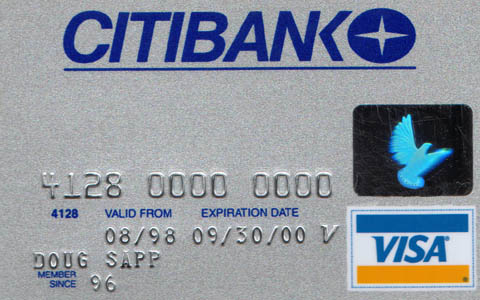 CITIBANK
4128 0000 0000
4128 VALID FROM EXPIRATION DATE
08/98 09/30/00 V
DOUG SAPP
MEMBER
SINCE 96
VISA